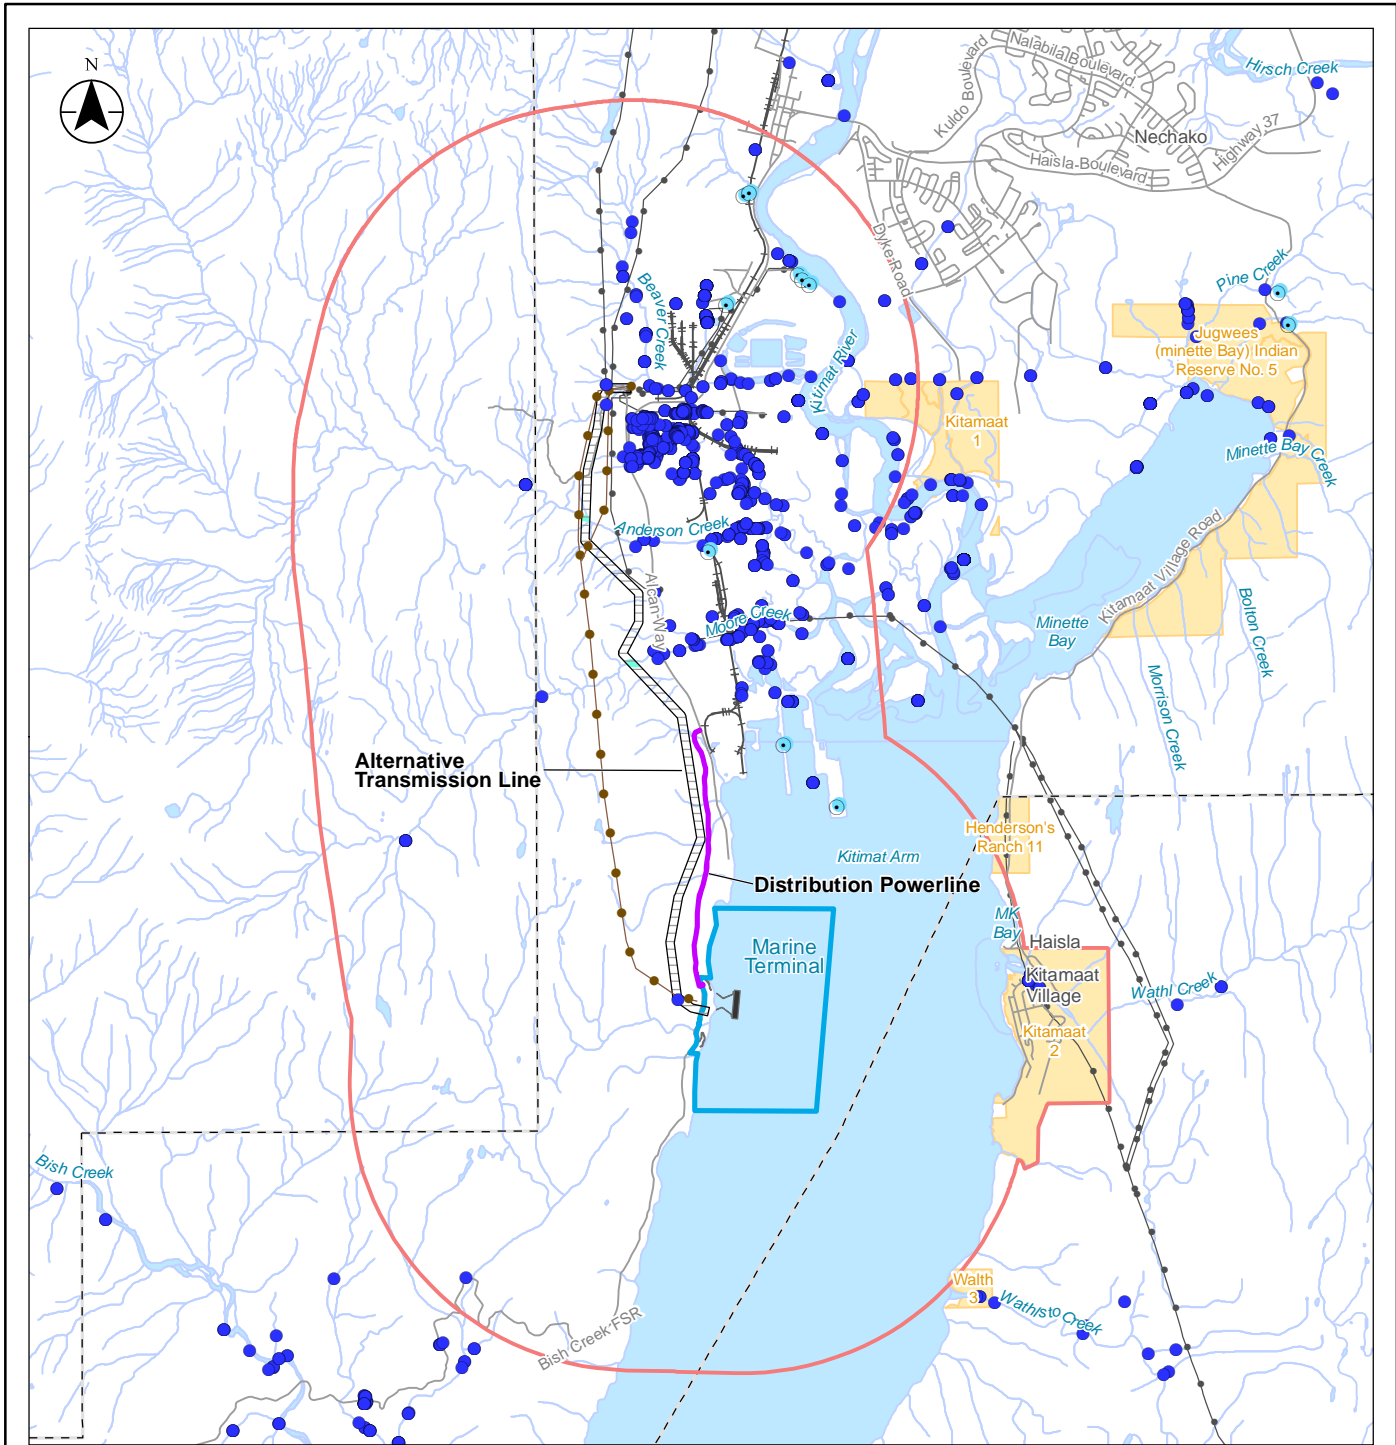 N
Nalabila Boulevard
Kuldo Boulevard
Hirsch Creek
Nechako
Highway 37
Haisla Boulevard
Dyke Road
Pine Creek
Beaver Creek
Jugwees
(minette Bay) Indian
Reserve No. 5
Kitimat River
Kitamaat
1
Minette Bay Creek
Anderson Creek
Kitamaat Village Road
Alcan Way
Moore Creek
Minette
Bay
Bolton Creek
Morrison Creek
Alternative
Transmission Line
Henderson's
Ranch 11
Kitimat Arm
Distribution Powerline
MK
Bay
Marine
Terminal
Haisla
Kitamaat
Village
Wathl Creek
Kitamaat
2
Bish Creek
Walth
3
Wathlsto Creek
Bish Creek FSR